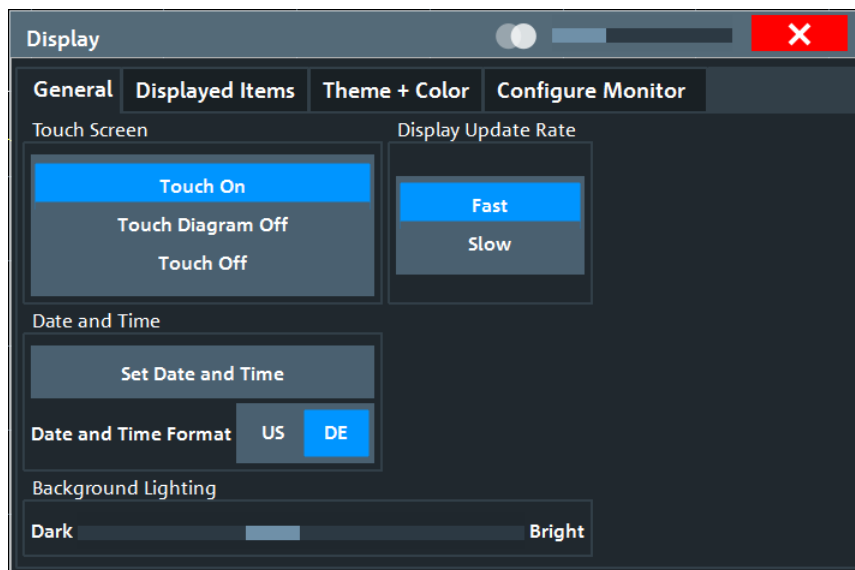 Display
General Displayed Items Theme + Color Configure Monitor
Touch Screen Display Update Rate
Touch On
Touch Diagram Off
Touch Off
Fast
Slow
Date and Time
Set Date and Time
Date and Time Format US DE
Background Lighting
Dark Bright